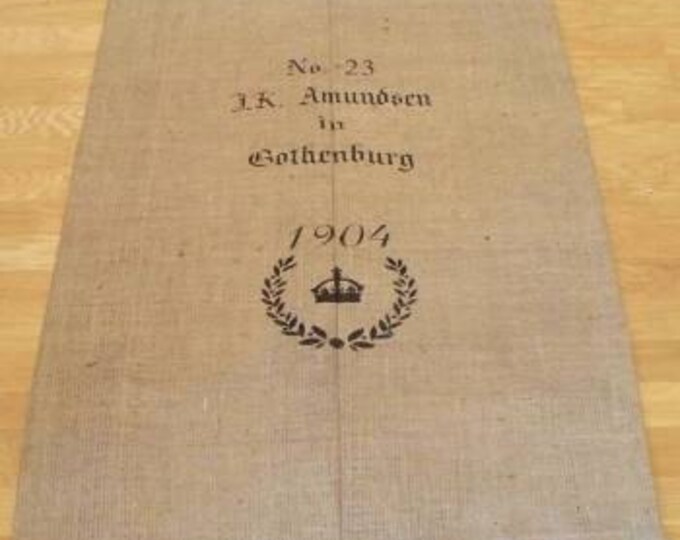 No. 23
J.K. Amundsen
in
Gothenburg
1904